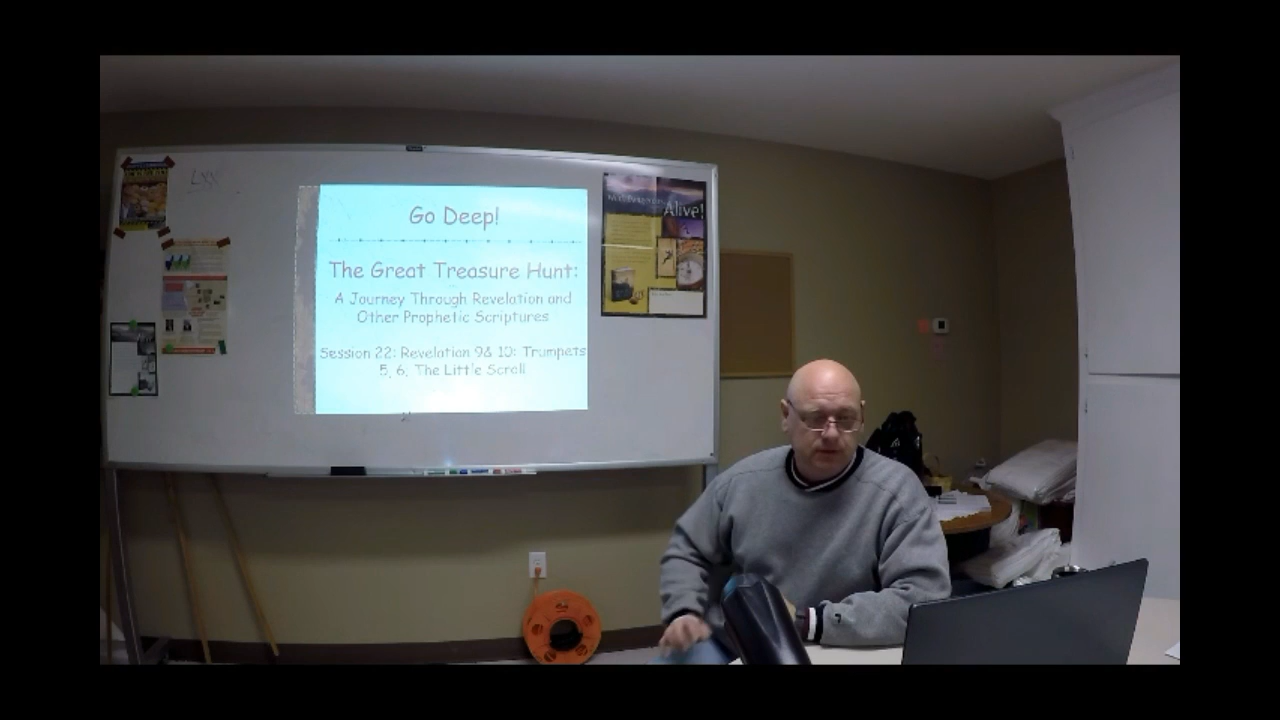 LXX
Go Deep!
The Great Treasure Hunt:
A Journey Through Revelation and
Other Prophetic Scriptures
Session 22: Revelation 9& 10: Trumpets
5, 6; The Little Scroll
Alive!